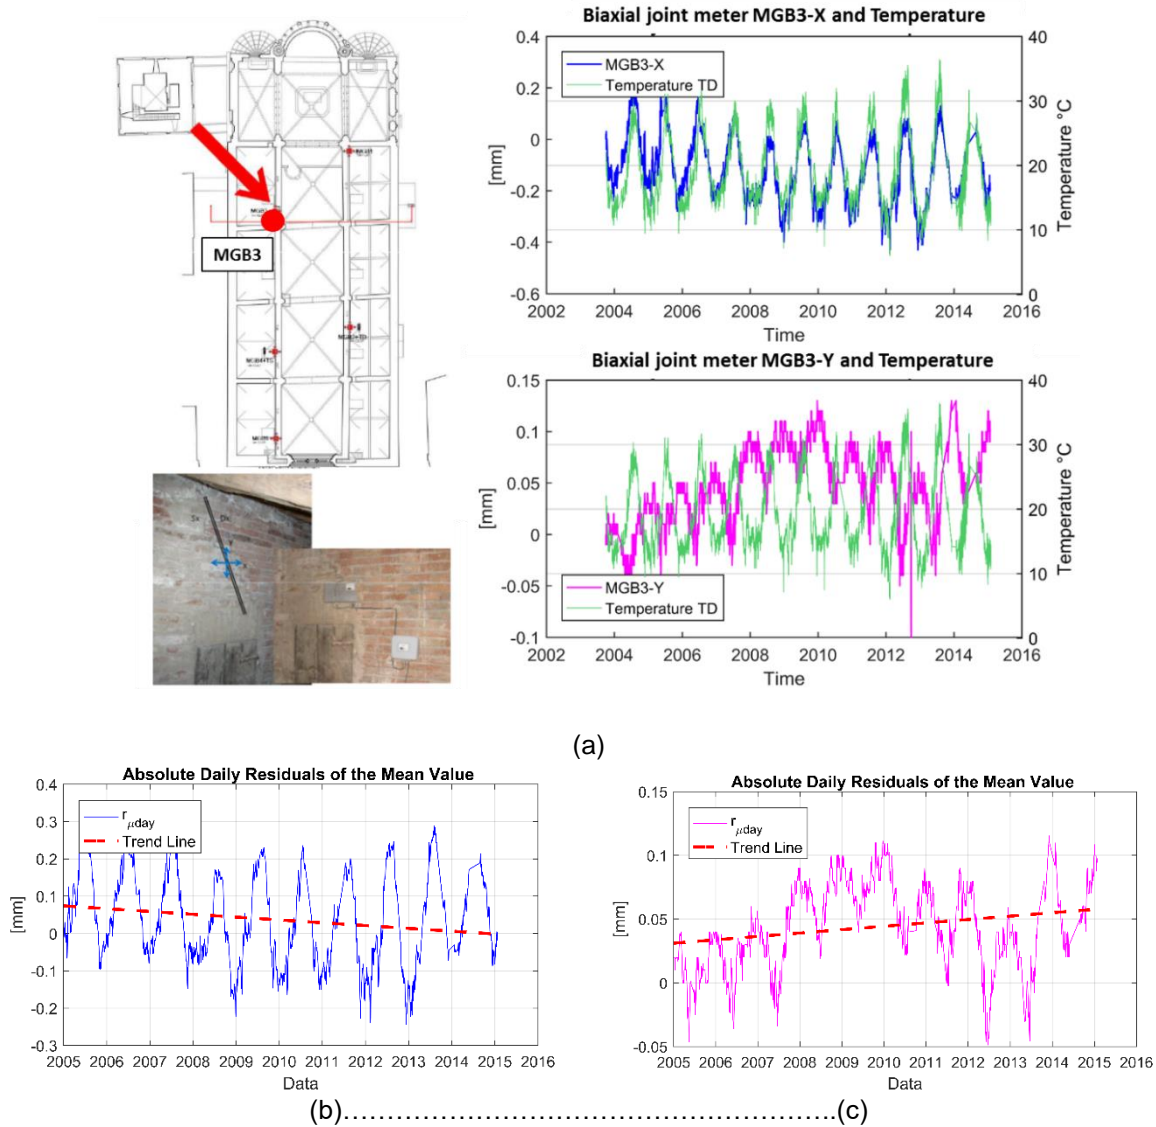 MGB3
Biaxial joint meter MGB3-X and Temperature
MGB3-X
Temperature TD
0.4
0.2
0
-0.2
-0.4
-0.6
[mm]
40
30
20
10
0
Temperature °C
2002 2004 2006 2008 2010 2012 2014 2016
Time
Biaxial joint meter MGB3-Y and Temperature
0.15
0.1
0.05
0
-0.05
-0.1
[mm]
MGB3-Y
Temperature TD
40
30
20
10
0
Temperature °C
2002 2004 2006 2008 2010 2012 2014 2016
Time
(a)
Absolute Daily Residuals of the Mean Value
r μday
Trend Line
0.4
0.3
0.2
0.1
0
-0.1
-0.2
-0.3
[mm]
2005 2006 2007 2008 2009 2010 2011 2012 2013 2014 2015 2016
Data
Absolute Daily Residuals of the Mean Value
r μday
Trend Line
0.15
0.1
0.05
0
-0.05
[mm]
2005 2006 2007 2008 2009 2010 2011 2012 2013 2014 2015 2016
Data
(b)……………………………………………………..(c)